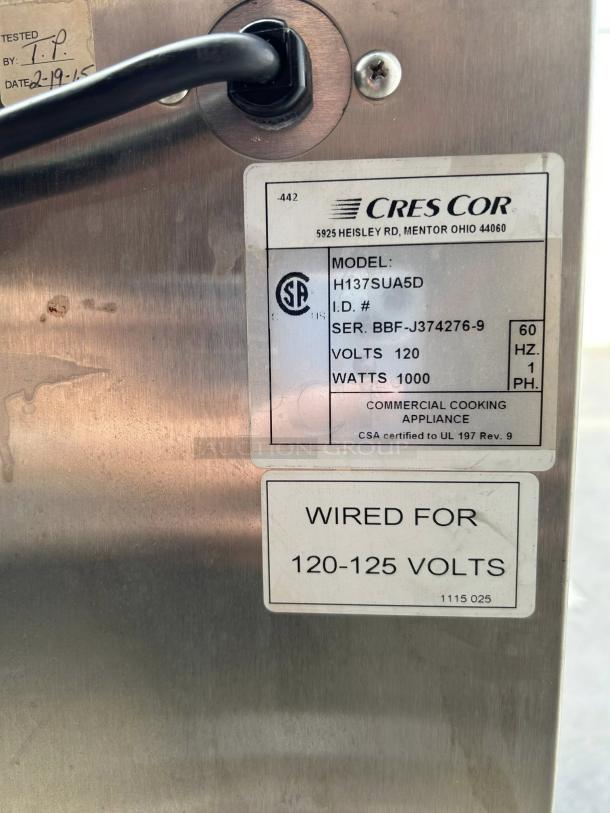 TESTED
BY: T.P.
DATE 2-19-15
-442
CRES COR
5925 HEISLEY RD, MENTOR OHIO 44060
MODEL:
H137SUA5D
I.D. #
SER. BBF-J374276-9
VOLTS 120
WATTS 1000
60
HZ.
1
PH.
SA
C US
COMMERCIAL COOKING
APPLIANCE
CSA certified to UL 197 Rev. 9
AUCTION GROUP
WIRED FOR
120-125 VOLTS
1115 025